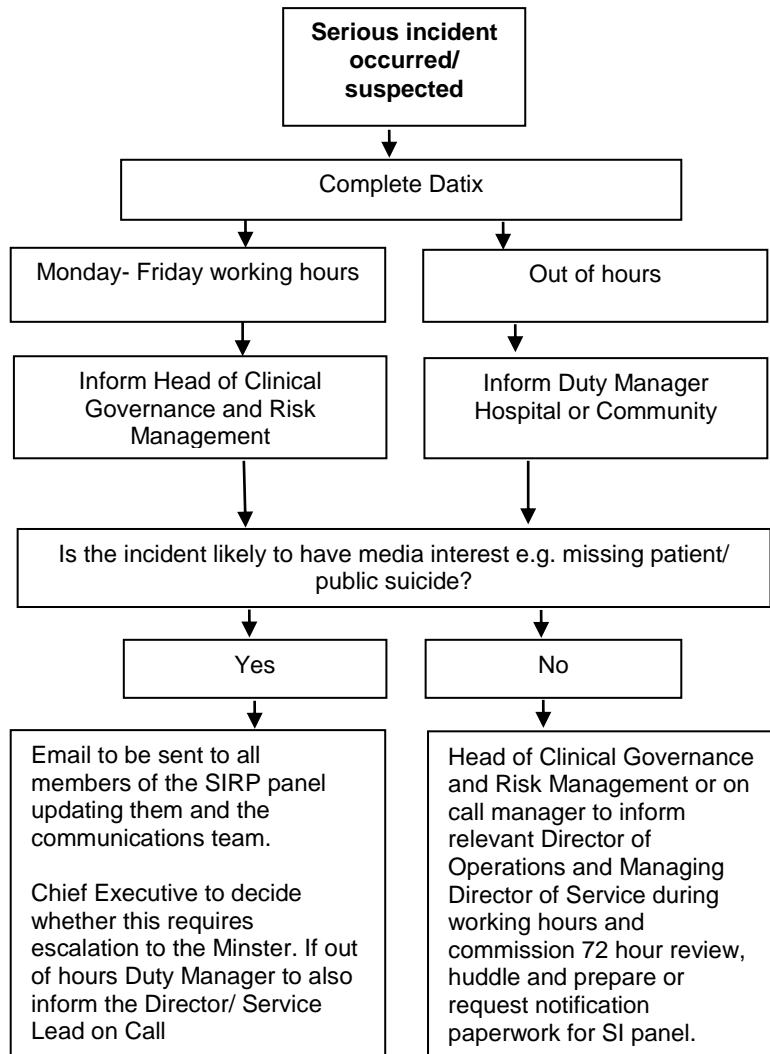 Serious incident
occurred/
suspected
Complete Datix
Monday- Friday working hours
Out of hours
Inform Head of Clinical
Governance and Risk
Management
Inform Duty Manager
Hospital or Community
Is the incident likely to have media interest e.g. missing patient/
public suicide?
Yes
No
Email to be sent to all
members of the SIRP panel
updating them and the
communications team.
Chief Executive to decide
whether this requires
escalation to the Minster. If out
of hours Duty Manager to also
inform the Director/ Service
Lead on Call
Head of Clinical Governance
and Risk Management or on
call manager to inform
relevant Director of
Operations and Managing
Director of Service during
working hours and
commission 72 hour review,
huddle and prepare or
request notification
paperwork for SI panel.